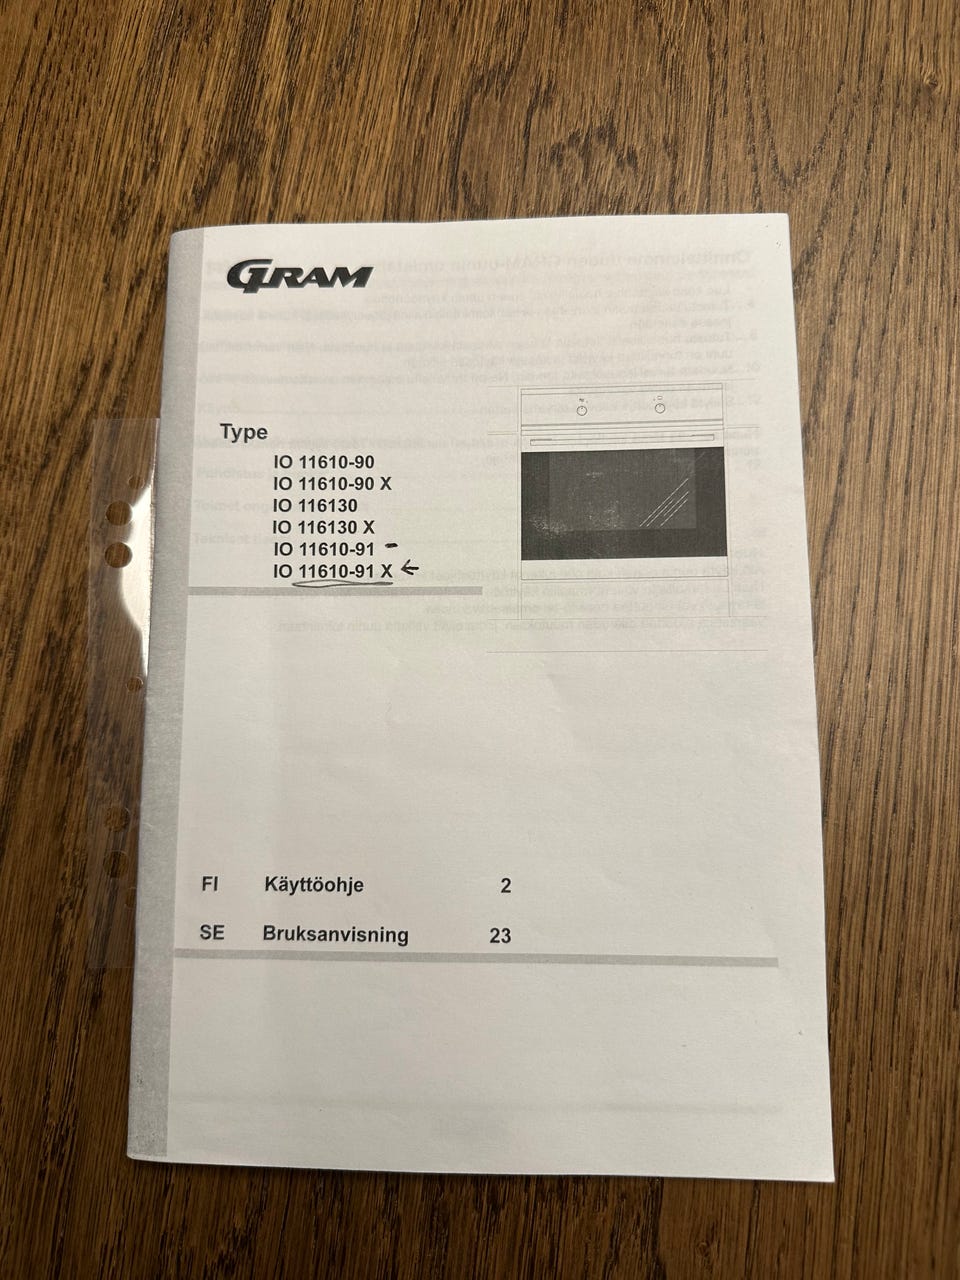 GRAM
Type
IO 11610-90
IO 11610-90 X
IO 116130
IO 116130 X
IO 11610-91
IO 11610-91 X
FI Käyttöohje 2
SE Bruksanvisning 23